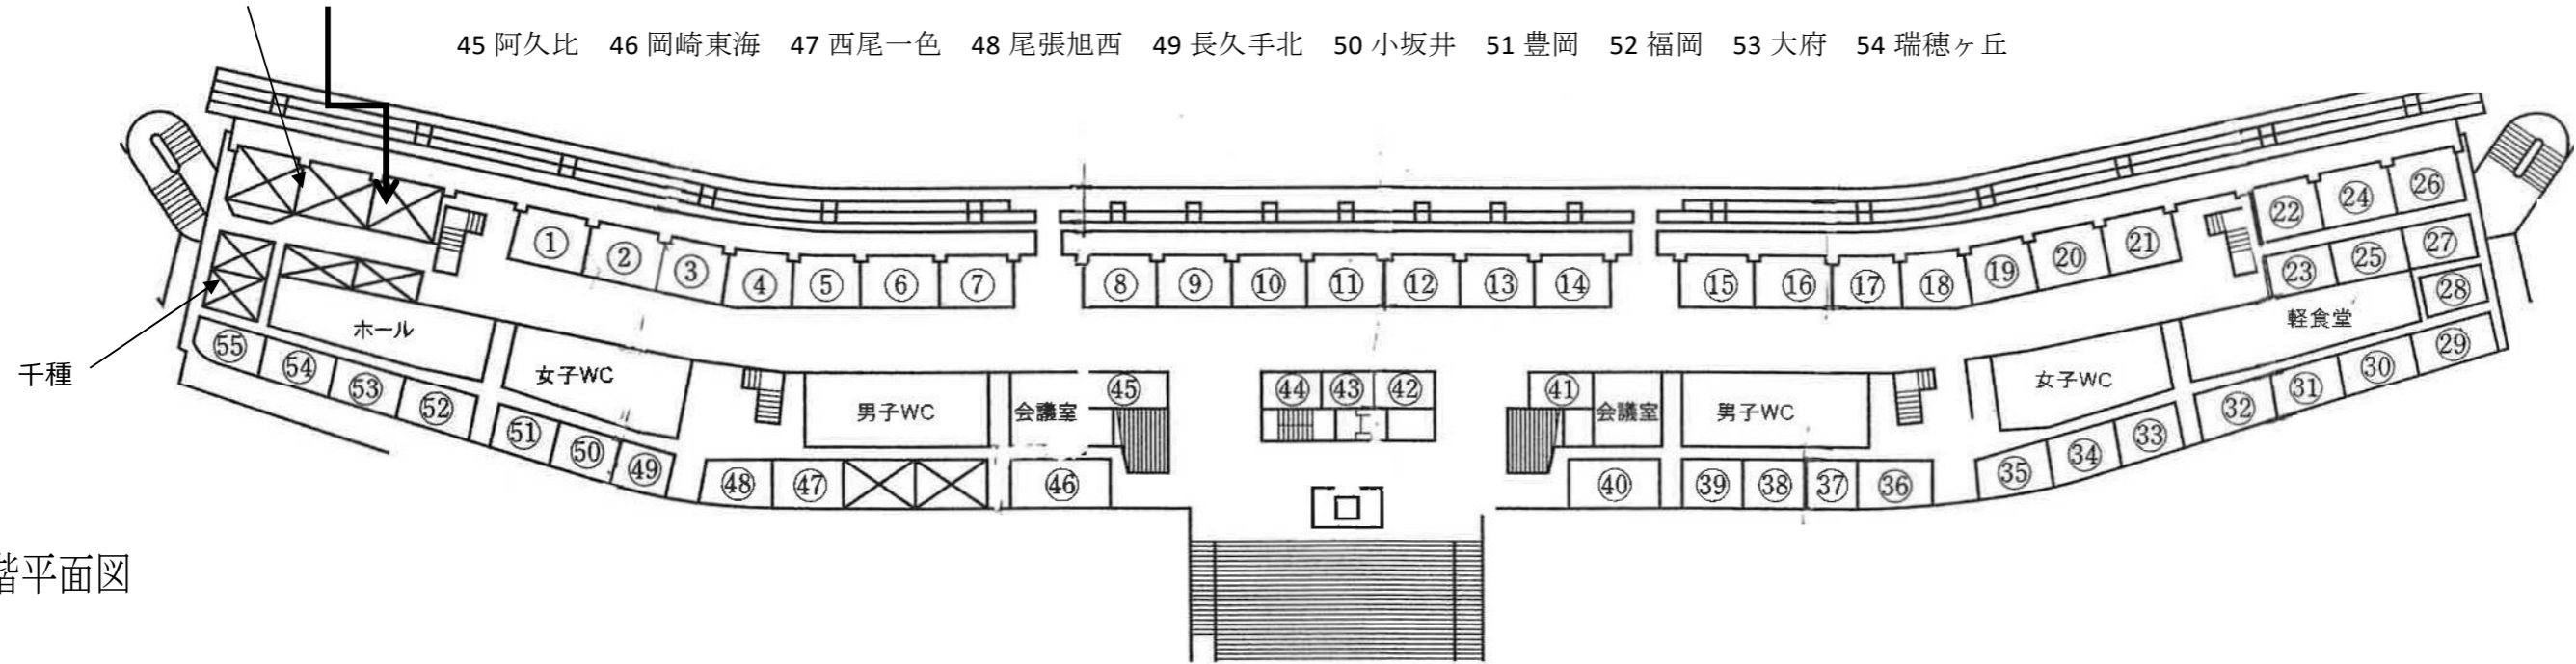 45 阿久比 46 岡崎東海 47 西尾一色 48 尾張旭西 49 長久手北 50 小坂井 51 豊岡 52 福岡 53 大府 54 瑞穂ヶ丘
① ② ③ ④ ⑤ ⑥ ⑦ ⑧ ⑨ ⑩ ⑪ ⑫ ⑬ ⑭ ⑮ ⑯ ⑰ ⑱ ⑲ ⑳ ㉑ ㉒ ㉔ ㉖
㉓ ㉕ ㉗
㉘
ホール
軽食堂
千種
㊺ ㊹ ㊸ ㊷ ㊶
女子WC
男子WC
会議室
会議室
男子WC
女子WC
55 54 53 52 51 50 49 48 47 46 40 39 38 37 36 35 34 33 32 31 30 29
階平面図